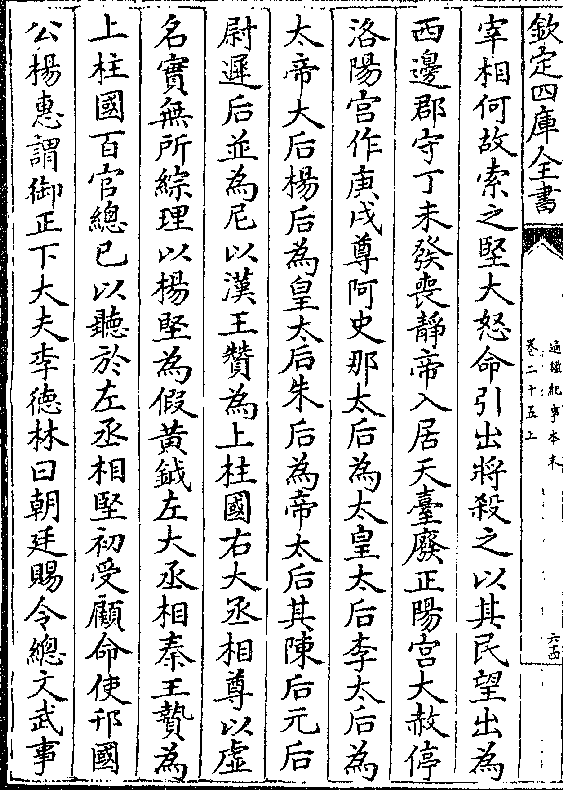 欽定四庫全書
通鑑紀事本末
卷二十五上
六十四
宰相何故索之堅大怒命引出將殺之以其民望出為
西邊郡守丁未發喪靜帝入居天臺廢正陽宮大赦停
洛陽宮作庚戌尊阿史那太后為太皇太后李太后為
太帝太后楊后為皇太后朱后為帝太后其陳后元后
尉遲后並為尼以漢王贊為上柱國右大丞相尊以虛
名實無所綜理以楊堅為假黃鉞左大丞相秦王贄為
上柱國百官總已以聽於左丞相堅初受顧命使邗國
公楊惠謂御正下大夫李德林曰朝廷賜令總文武事